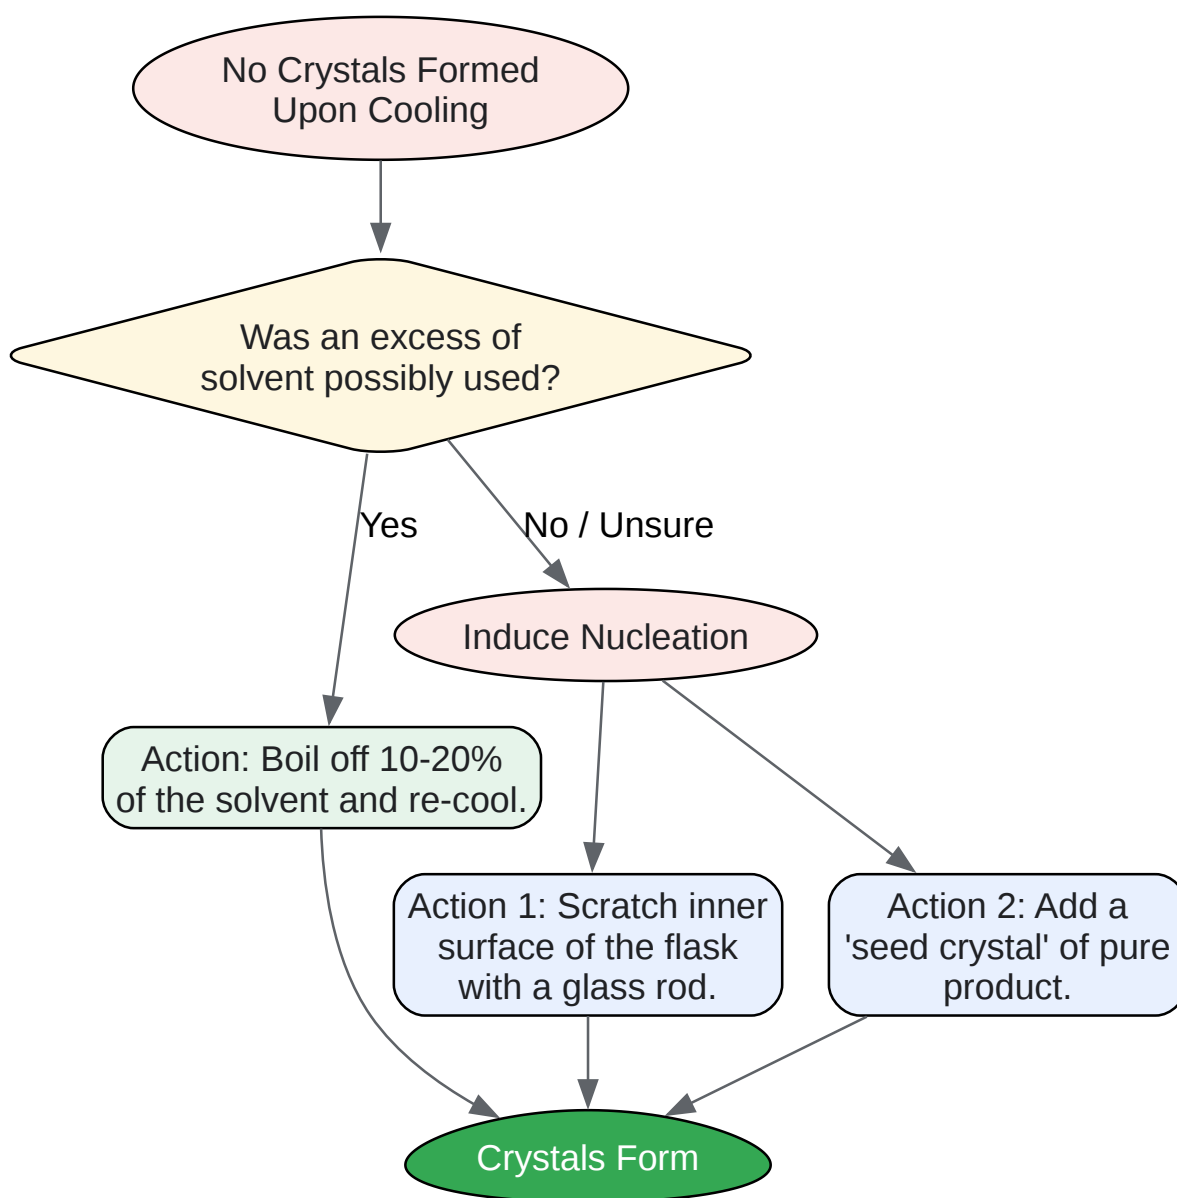 No Crystals Formed
Upon Cooling
Was an excess of
solvent possibly used?
Yes
No / Unsure
Induce Nucleation
Action: Boil off 10-20%
of the solvent and re-cool.
Action 1: Scratch inner
surface of the flask
with a glass rod.
Action 2: Add a
'seed crystal' of pure
product.
Crystals Form